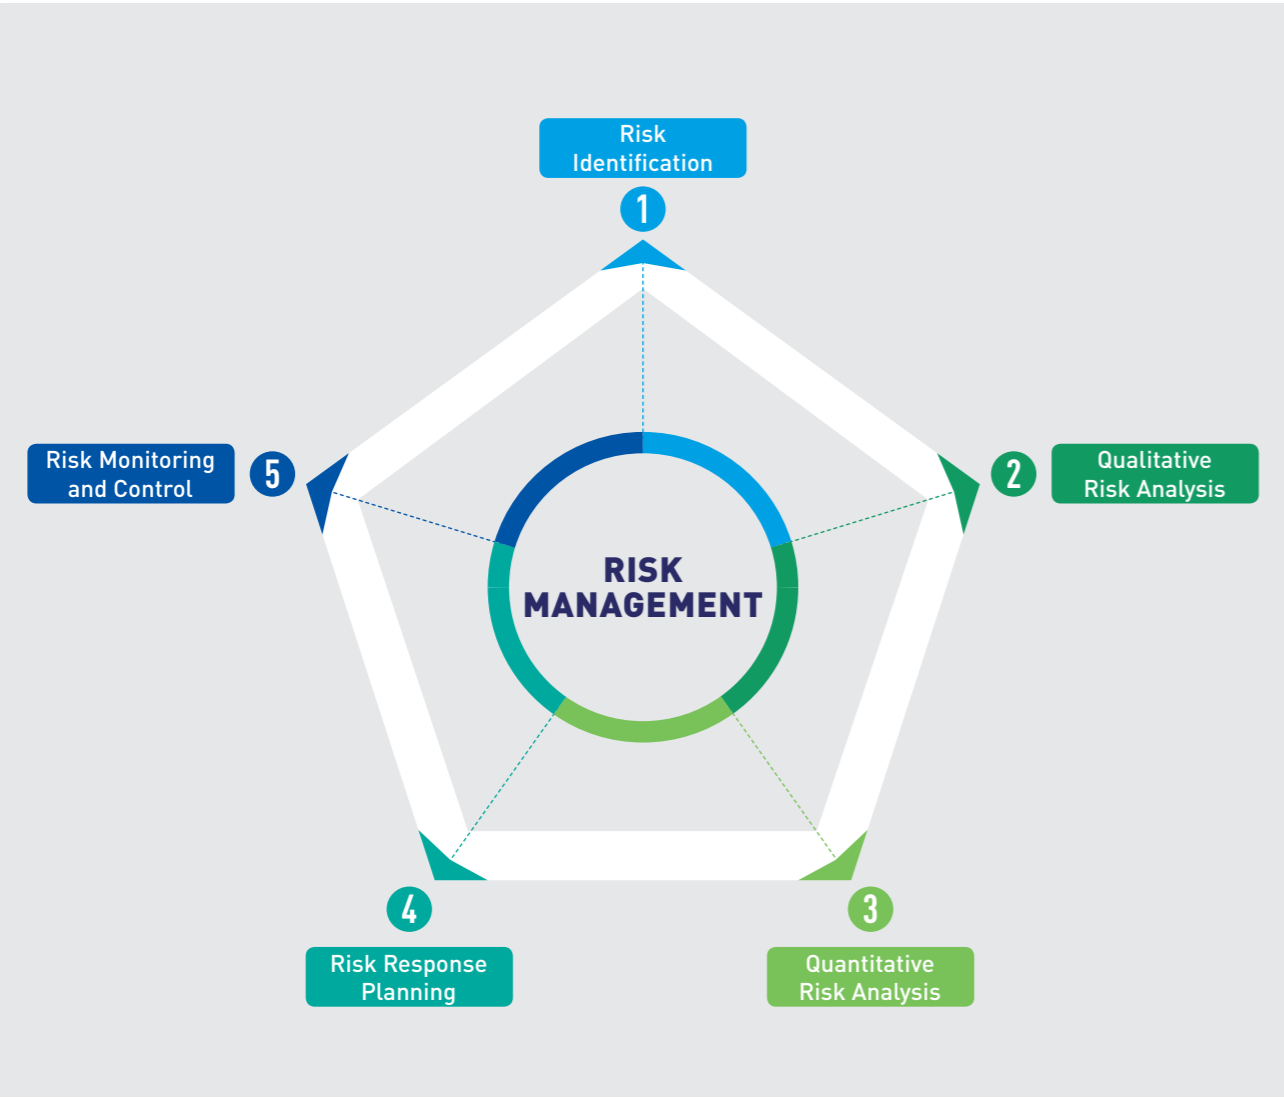 Risk
Identification
1
5
Risk Monitoring
and Control
2
Qualitative
Risk Analysis
RISK
MANAGEMENT
4
Risk Response
Planning
3
Quantitative
Risk Analysis